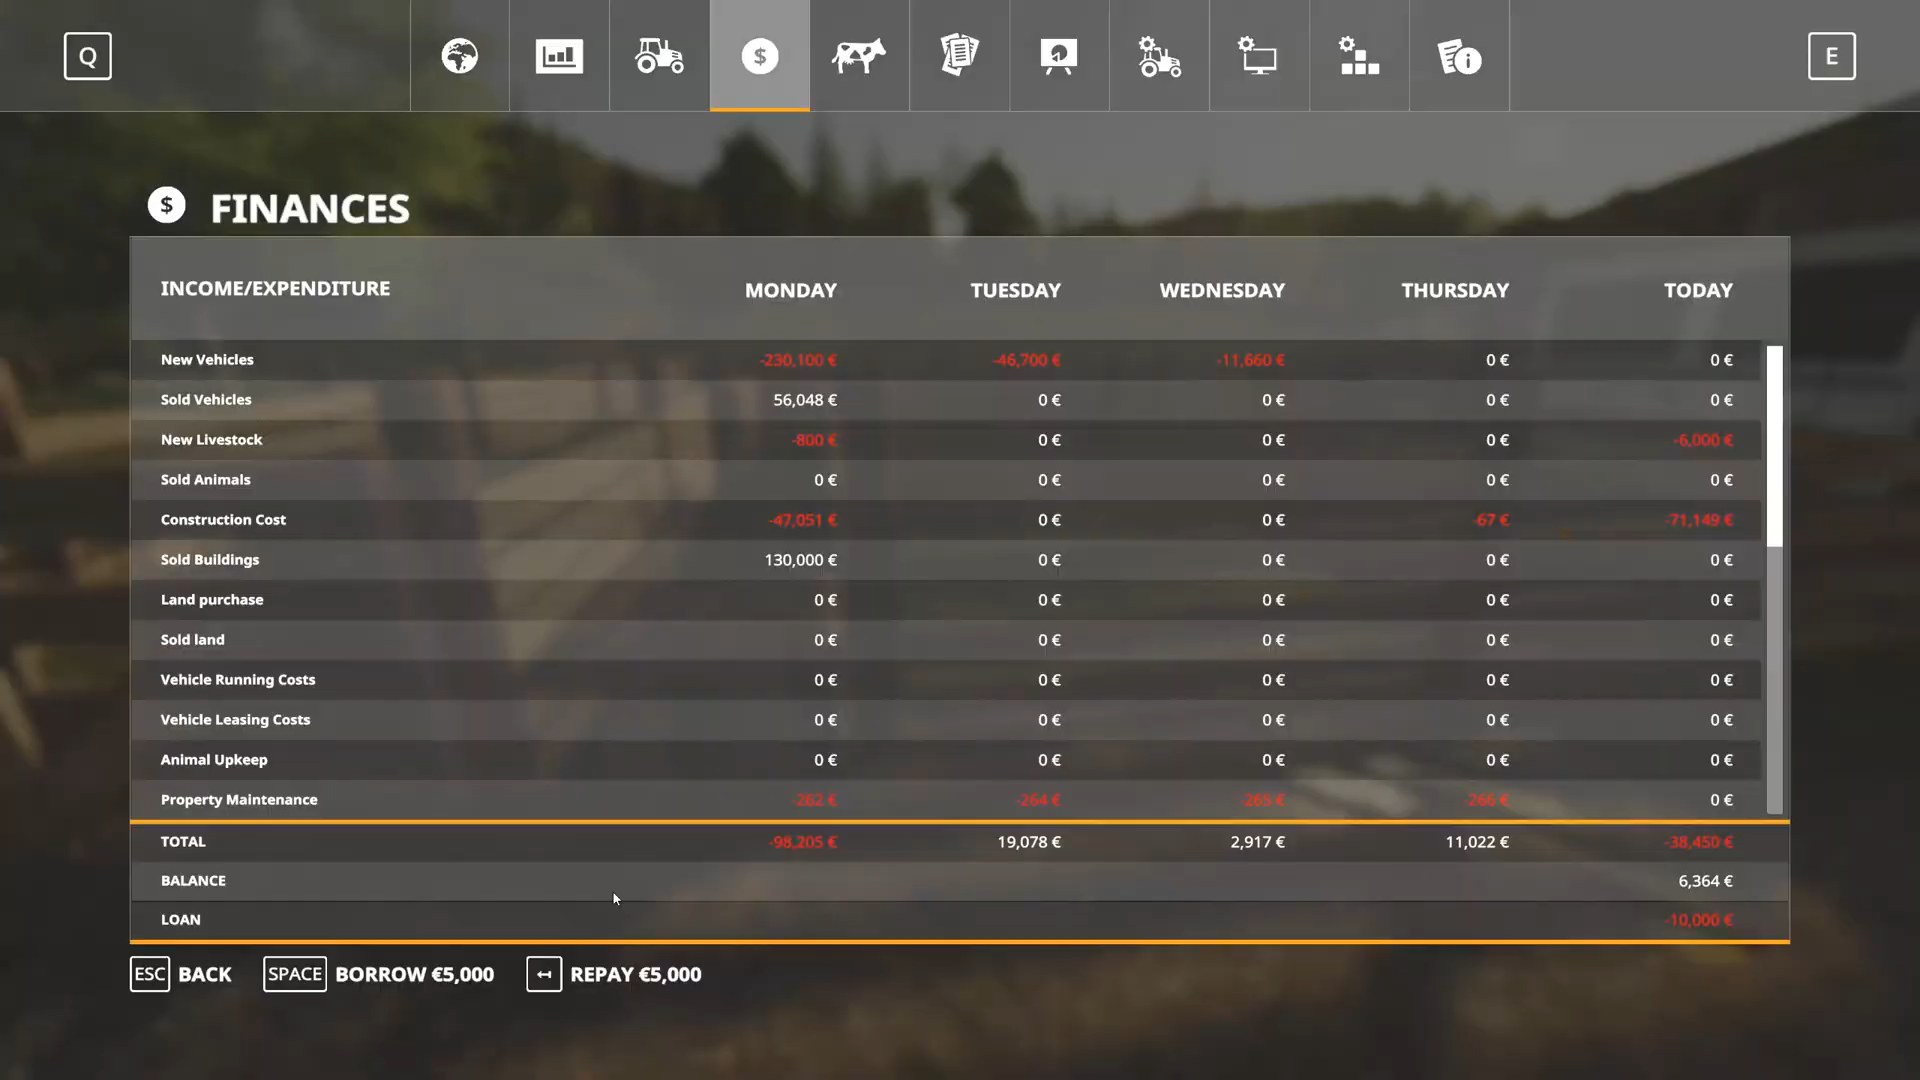 Q
$
E
$ FINANCES
INCOME/EXPENDITURE MONDAY TUESDAY WEDNESDAY THURSDAY TODAY
New Vehicles -230,100 € -46,700 € -11,660 € 0 € 0 €
Sold Vehicles 56,048 € 0 € 0 € 0 € 0 €
New Livestock -800 € 0 € 0 € 0 € -6,000 €
Sold Animals 0 € 0 € 0 € 0 € 0 €
Construction Cost -47,051 € 0 € 0 € -67 € -71,149 €
Sold Buildings 130,000 € 0 € 0 € 0 € 0 €
Land purchase 0 € 0 € 0 € 0 € 0 €
Sold land 0 € 0 € 0 € 0 € 0 €
Vehicle Running Costs 0 € 0 € 0 € 0 € 0 €
Vehicle Leasing Costs 0 € 0 € 0 € 0 € 0 €
Animal Upkeep 0 € 0 € 0 € 0 € 0 €
Property Maintenance -262 € -264 € -265 € -266 € 0 €
TOTAL -98,205 € 19,078 € 2,917 € 11,022 € -38,450 €
BALANCE 6,364 €
LOAN -10,000 €
ESC BACK SPACE BORROW €5,000 REPAY €5,000